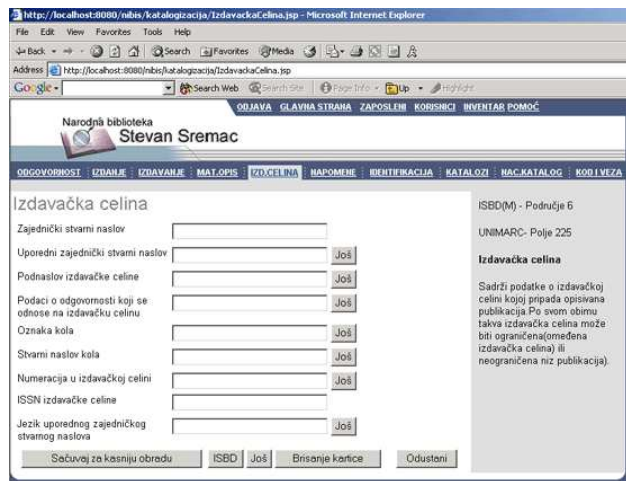 http://localhost:8080/nibis/katalogizacija/IzdavackaCelina.jsp - Microsoft Internet Explorer
File Edit View Favorites Tools Help
Back Search Favorites Media
Address http://localhost:8080/nibis/katalogizacija/IzdavackaCelina.jsp
Google Search Web Search Site Page Info Up Highlight
ODJAVA GLAVNA STRANA ZAPOSLENI KORISNICI INVENTAR POMOĆ
Narodna biblioteka
Stevan Sremac
ODGOVORNOST IZDANJE IZDAVANJE MAT.OPIS IZD.CELINA NAPOMENE IDENTIFIKACIJA KATALOZI NAC.KATALOG KOD I VEZA
Izdavačka celina
Zajednički stvarni naslov
Uporedni zajednički stvarni naslov Još
Podnaslov izdavačke celine Još
Podaci o odgovornosti koji se
odnose na izdavačku celinu Još
Oznaka kola Još
Stvarni naslov kola Još
Numeracija u izdavačkoj celini Još
ISSN izdavačke celine
Jezik uporednog zajedničkog
stvarnog naslova Još
Sačuvaj za kasniju obradu ISBD Još Brisanje kartice Odustani
ISBD(M) - Područje 6
UNIMARC- Polje 225
Izdavačka celina
Sadrži podatke o izdavačkoj
celini kojoj pripada opisivana
publikacija.Po svom obimu
takva izdavačka celina može
biti ograničena(omeđena
izdavačka celina) ili
neograničena niz publikacija).